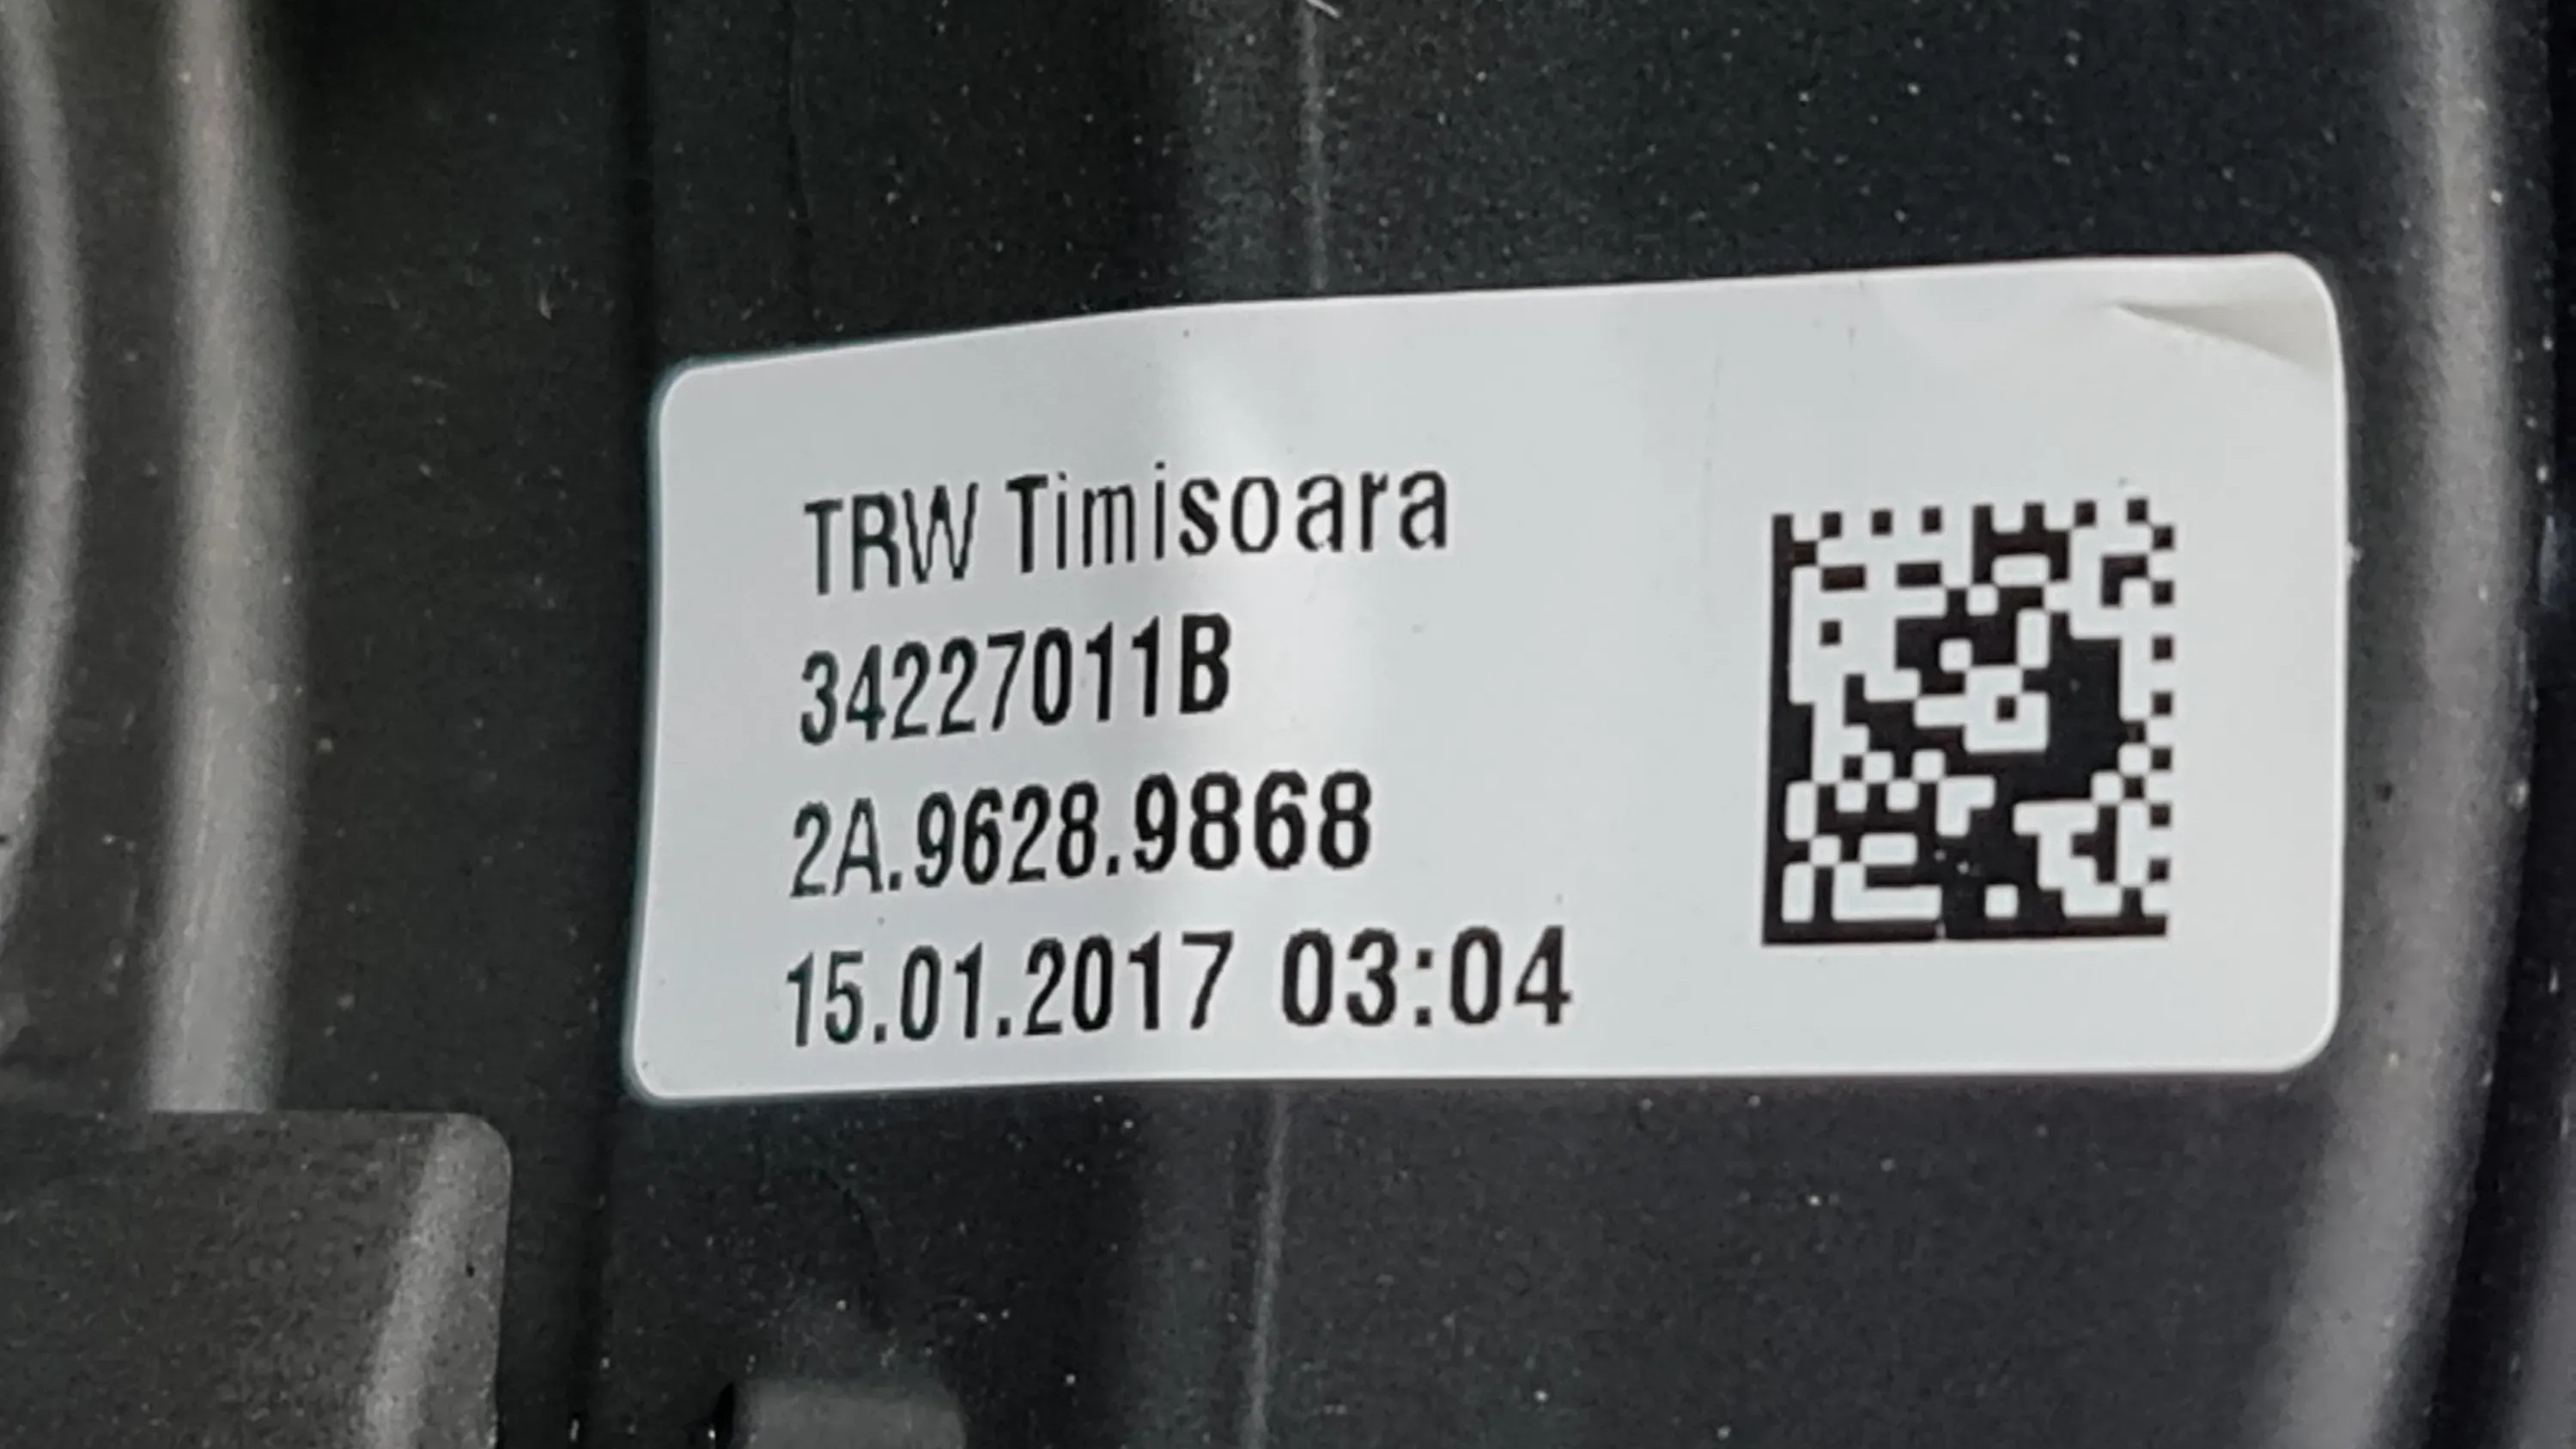 TRW Timisoara
34227011B
2A.9628.9868
15.01.2017 03:04